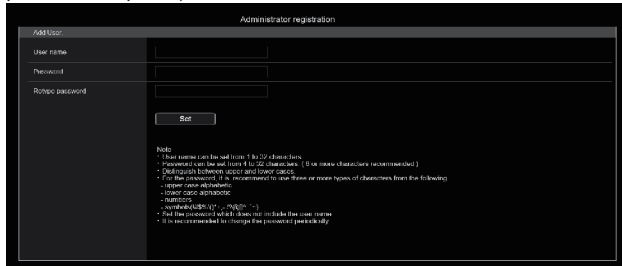 Administrator registration
Add User.
User name
Password
Retype password
Set
Note
・User name can be set from 1 to 32 characters.
・Password can be set from 4 to 32 characters. ( 8 or more characters recommended )
・Distinguish between upper and lower cases.
・For the password, it is recommend to use three or more types of characters from the following
- upper case alphabetic
- lower case alphabetic
- numbers
- symbols
・Set the password which does not include the user name
・It is recommended to change the password periodically